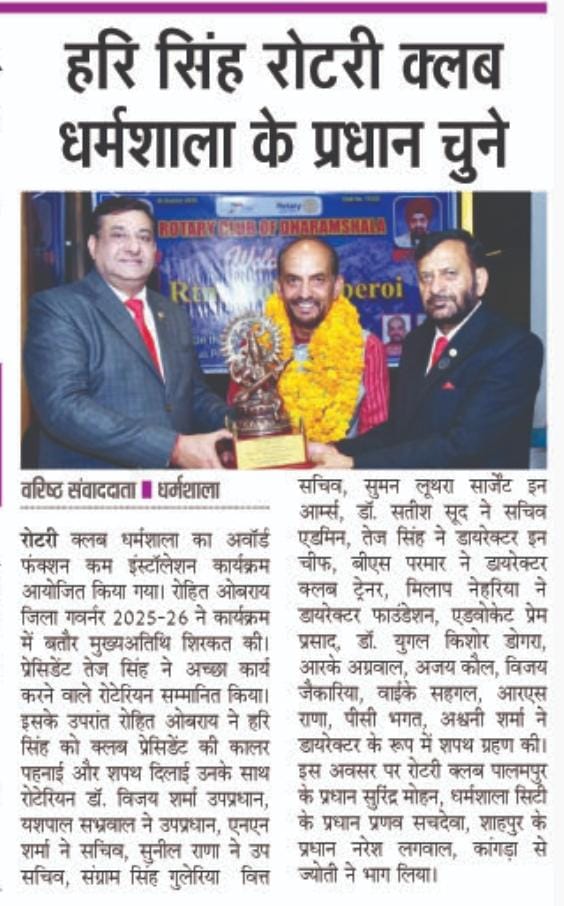 हरि सिंह रोटरी क्लब
धर्मशाला के प्रधान चुने
ROTARY CLUB OF DHARAMSHALA
Rotary
Rtn
beroi
वरिष्ठ संवाददाता ■ धर्मशाला
रोटरी क्लब धर्मशाला का अवॉर्ड
फंक्शन कम इंस्टॉलेशन कार्यक्रम
आयोजित किया गया। रोहित ओबराय
जिला गवर्नर 2025-26 ने कार्यक्रम
में बतौर मुख्यअतिथि शिरकत की।
प्रेसिडेंट तेज सिंह ने अच्छा कार्य
करने वाले रोटेरियन सम्मानित किया।
इसके उपरांत रोहित ओबराय ने हरि
सिंह को क्लब प्रेसिडेंट की कालर
पहनाई और शपथ दिलाई उनके साथ
रोटेरियन डॉ. विजय शर्मा उपप्रधान,
यशपाल सभ्रवाल ने उपप्रधान, एनएन
शर्मा ने सचिव, सुनील राणा ने उप
सचिव, संग्राम सिंह गुलेरिया वित्त
सचिव, सुमन लूथरा सार्जेंट इन
आर्म्स, डॉ. सतीश सूद ने सचिव
एडमिन, तेज सिंह ने डायरेक्टर इन
चीफ, बीएस परमार ने डायरेक्टर
क्लब ट्रेनर, मिलाप नेहरिया ने
डायरेक्टर फाउंडेशन, एडवोकेट प्रेम
प्रसाद, डॉ. युगल किशोर डोगरा,
आरके अग्रवाल, अजय कौल, विजय
जैकारिया, वाईके सहगल, आरएस
राणा, पीसी भगत, अश्वनी शर्मा ने
डायरेक्टर के रूप में शपथ ग्रहण की।
इस अवसर पर रोटरी क्लब पालमपुर
के प्रधान सुरिंद्र मोहन, धर्मशाला सिटी
के प्रधान प्रणव सचदेवा, शाहपुर के
प्रधान नरेश लगवाल, कांगड़ा से
ज्योती ने भाग लिया।